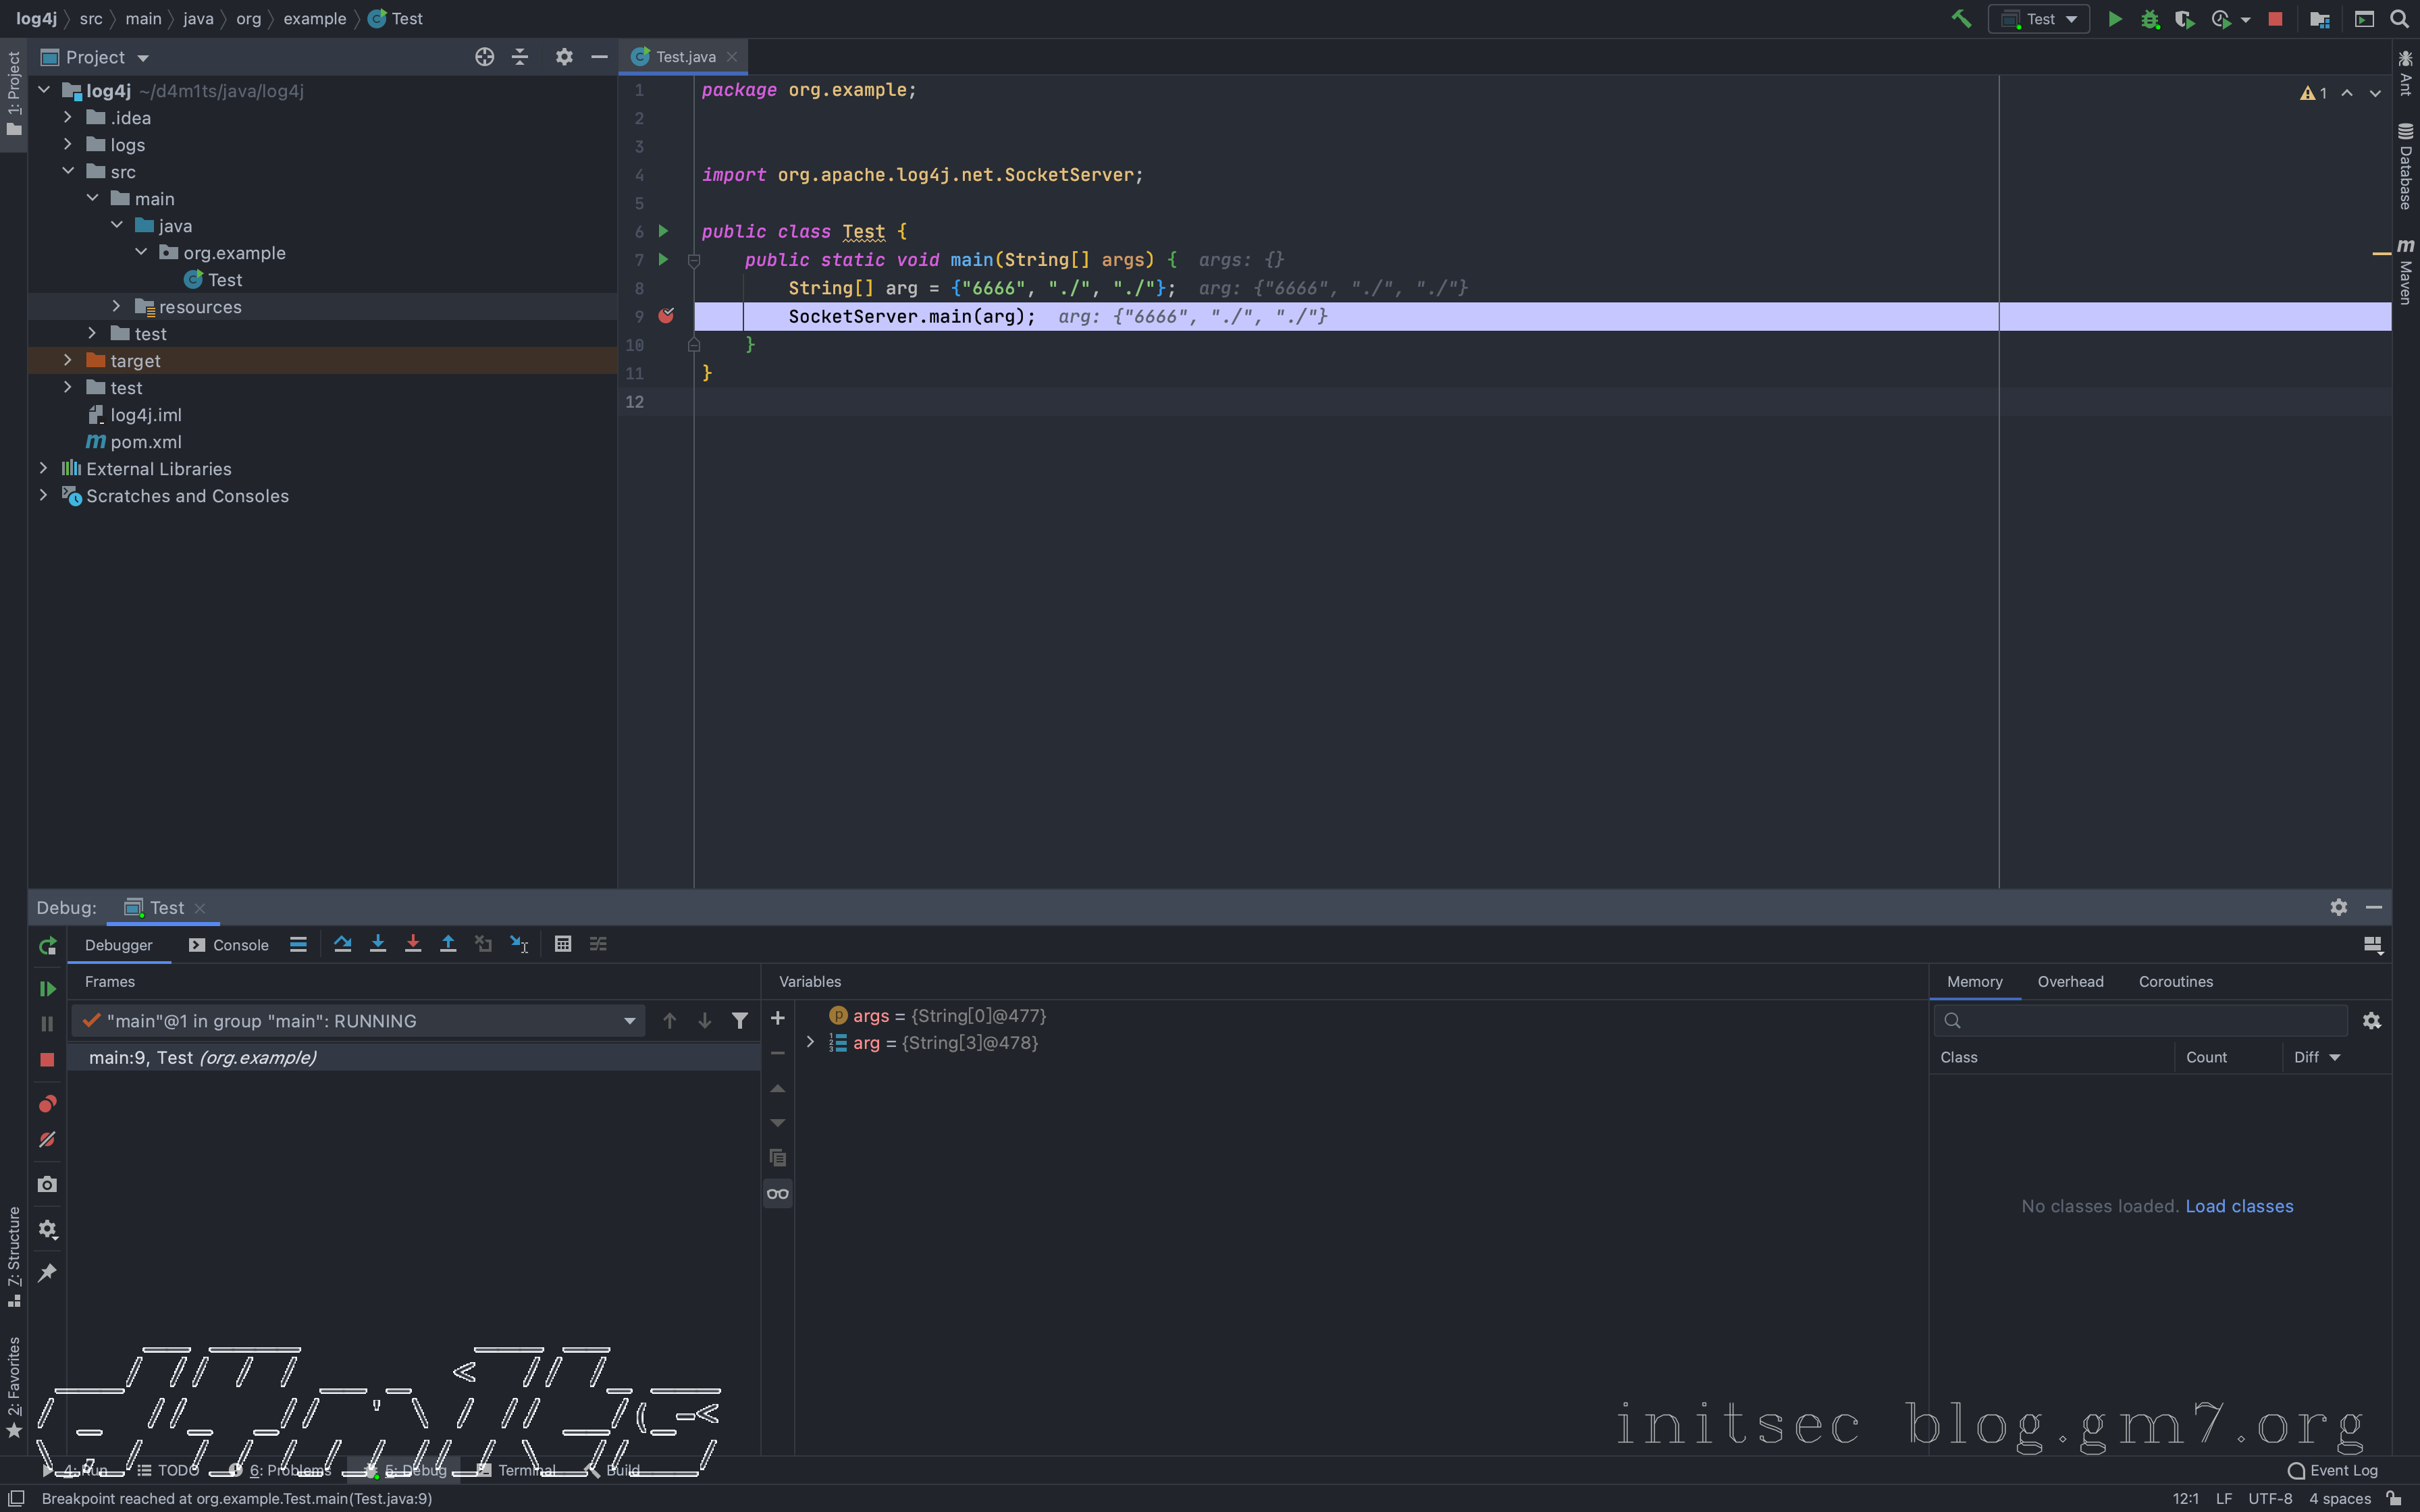 log4j src main java org example Test
Test
1: Project
Project
Test.java
log4j ~/d4m1ts/java/log4j
.idea
logs
src
main
java
org.example
Test
resources
test
target
test
log4j.iml
pom.xml
External Libraries
Scratches and Consoles
1 package org.example;
2
3
4 import org.apache.log4j.net.SocketServer;
5
6 public class Test {
7 public static void main(String[] args) { args: {}
8 String[] arg = {"6666", "./", "./"}; arg: {"6666", "./", "./"}
9 SocketServer.main(arg); arg: {"6666", "./", "./"}
10 }
11 }
12
1
Ant
Database
Maven
Debug: Test
Debugger Console
Frames
"main"@1 in group "main": RUNNING
main:9, Test (org.example)
Variables
args = {String[0]@477}
arg = {String[3]@478}
Memory Overhead Coroutines
Class Count Diff
No classes loaded. Load classes
7: Structure
2: Favorites
d4m1ts
initsec blog.gm7.org
4: Run TODO 6: Problems 5: Debug Terminal Build Event Log
Breakpoint reached at org.example.Test.main(Test.java:9) 12:1 LF UTF-8 4 spaces